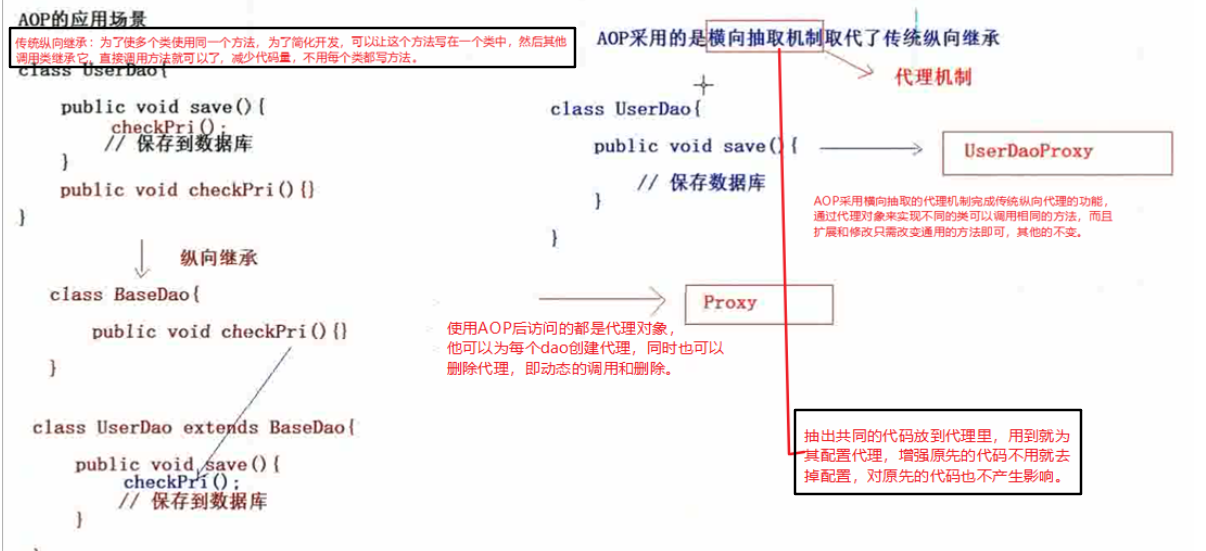 AOP的应用场景
传统纵向继承：为了使多个类使用同一个方法，为了简化开发，可以让这个方法写在一个类中，然后其他
调用类继承它，直接调用方法就可以了，减少代码量，不用每个类都写方法。
class UserDao{
public void save(){
checkPri();
// 保存到数据库
}
public void checkPri(){}
}
纵向继承
class BaseDao{
public void checkPri(){}
}
class UserDao extends BaseDao{
public void save(){
checkPri();
// 保存到数据库
}
AOP采用的是横向抽取机制取代了传统纵向继承
代理机制
class UserDao{
public void save(){
// 保存数据库
}
}
UserDaoProxy
AOP采用横向抽取的代理机制完成传统纵向代理的功能，
通过代理对象来实现不同的类可以调用相同的方法，而且
扩展和修改只需改变通用的方法即可，其他的不变。
Proxy
使用AOP后访问的都是代理对象，
他可以为每个dao创建代理，同时也可以
删除代理，即动态的调用和删除。
抽出共同的代码放到代理里，用到就为
其配置代理，增强原先的代码不用就去
掉配置，对原先的代码也不产生影响。